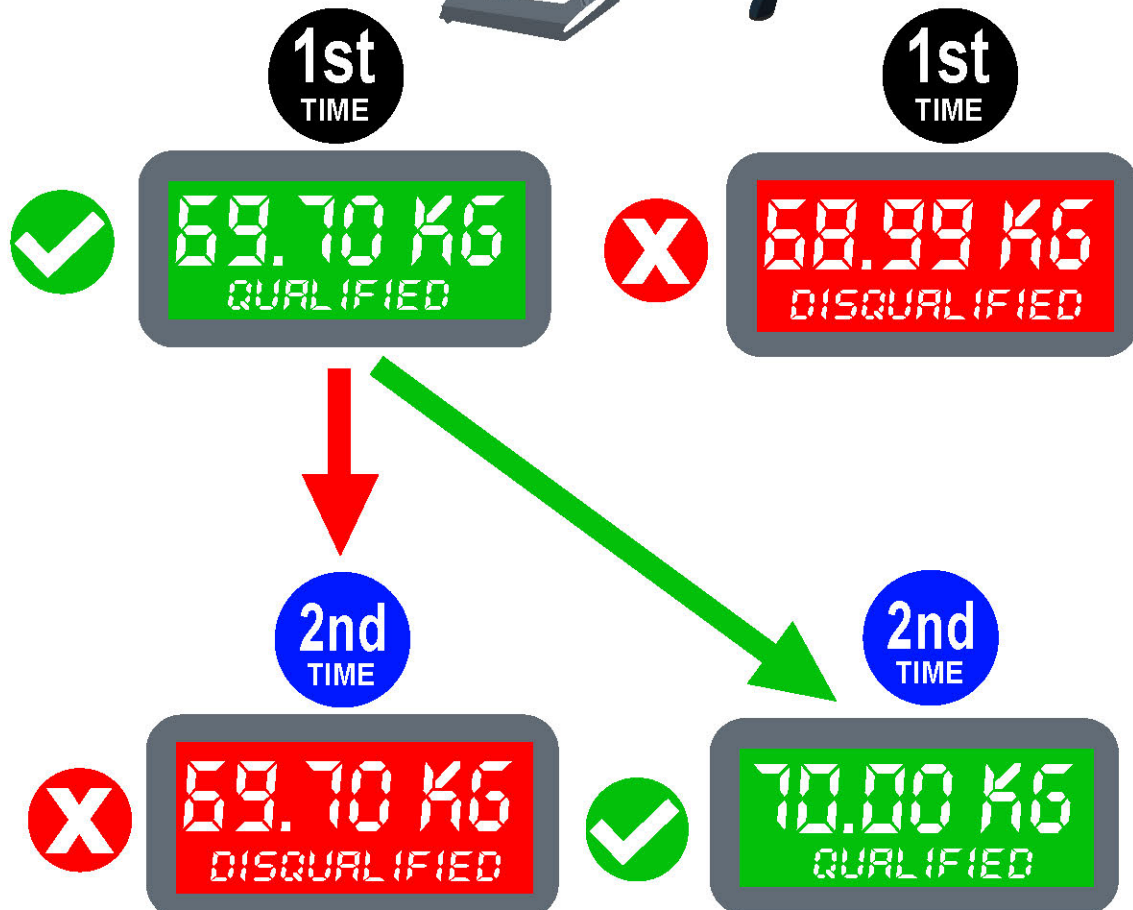 1st
TIME
1st
TIME
69.70 KG
QUALIFIED
X
68.99 KG
DISQUALIFIED
2nd
TIME
2nd
TIME
X
69.70 KG
DISQUALIFIED
70.00 KG
QUALIFIED